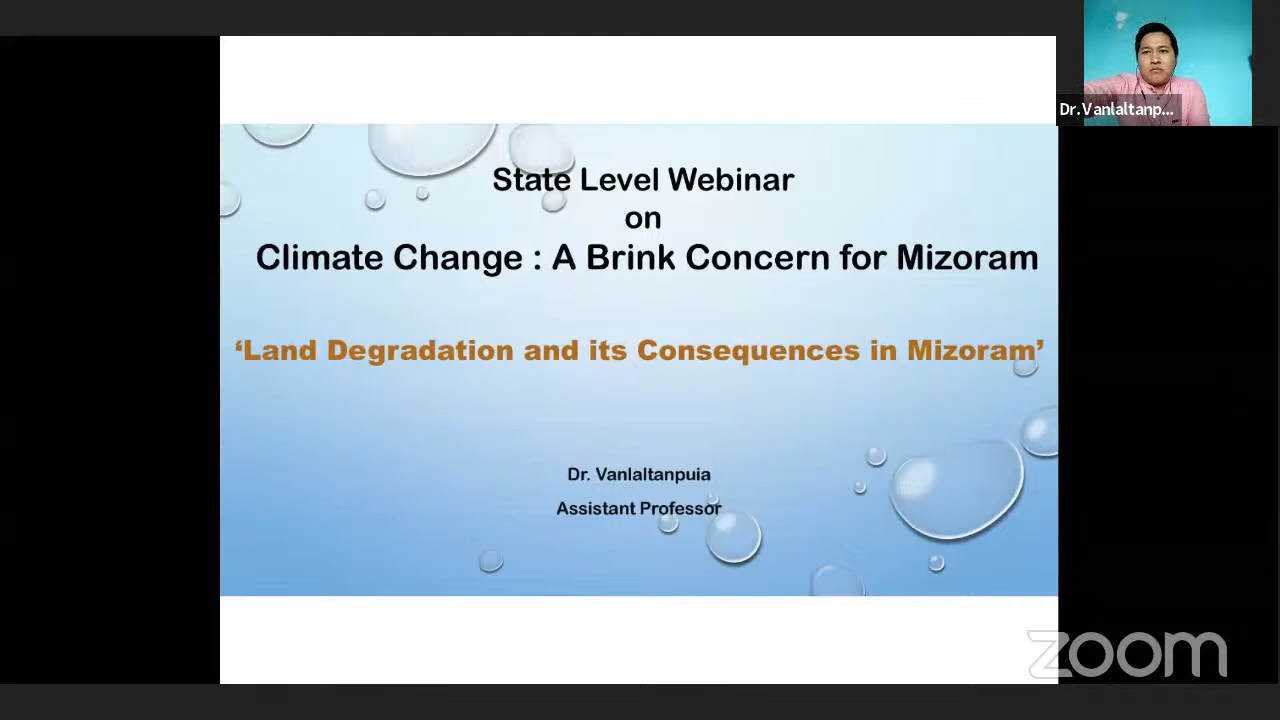 Dr.Vanlaltanp...
State Level Webinar
on
Climate Change : A Brink Concern for Mizoram
‘Land Degradation and its Consequences in Mizoram’
Dr. Vanlaltanpuia
Assistant Professor
zoom